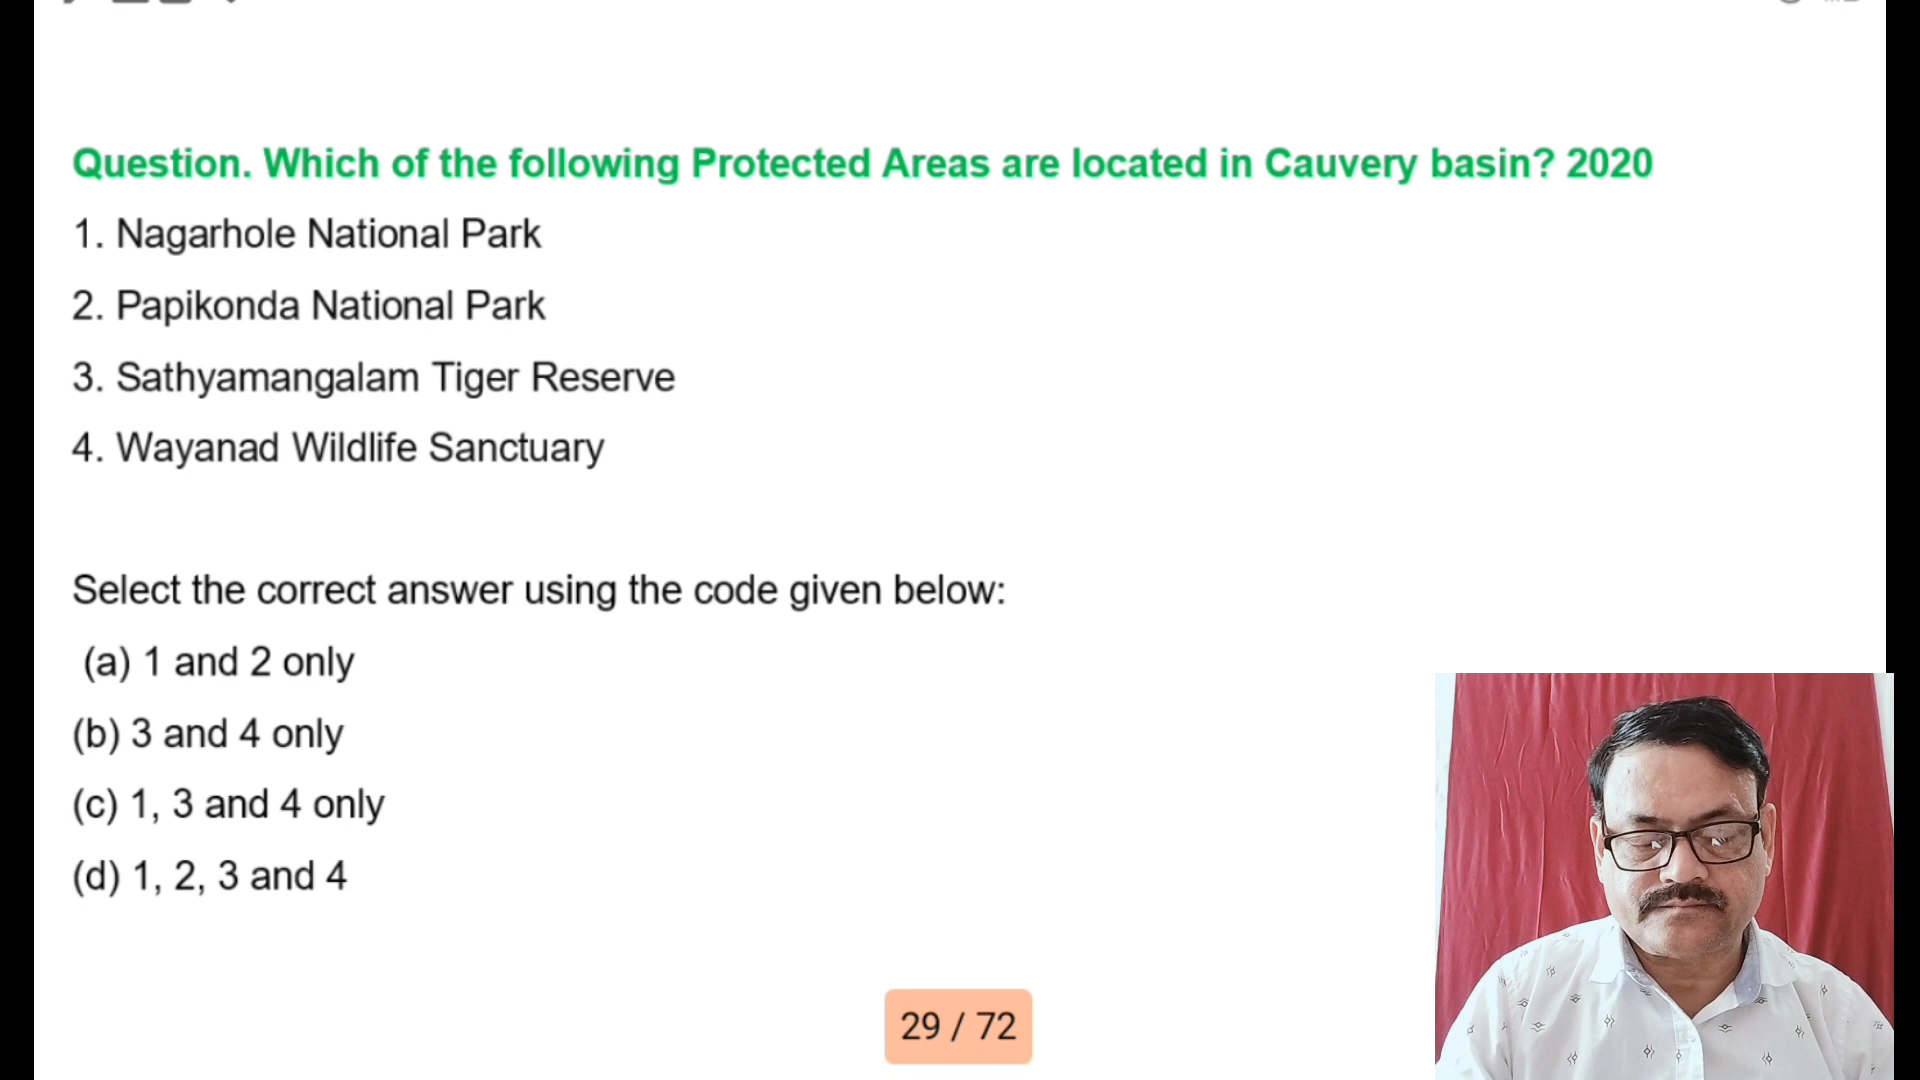 Question. Which of the following Protected Areas are located in Cauvery basin? 2020
1. Nagarhole National Park
2. Papikonda National Park
3. Sathyamangalam Tiger Reserve
4. Wayanad Wildlife Sanctuary
Select the correct answer using the code given below:
(a) 1 and 2 only
(b) 3 and 4 only
(c) 1, 3 and 4 only
(d) 1, 2, 3 and 4
29 / 72